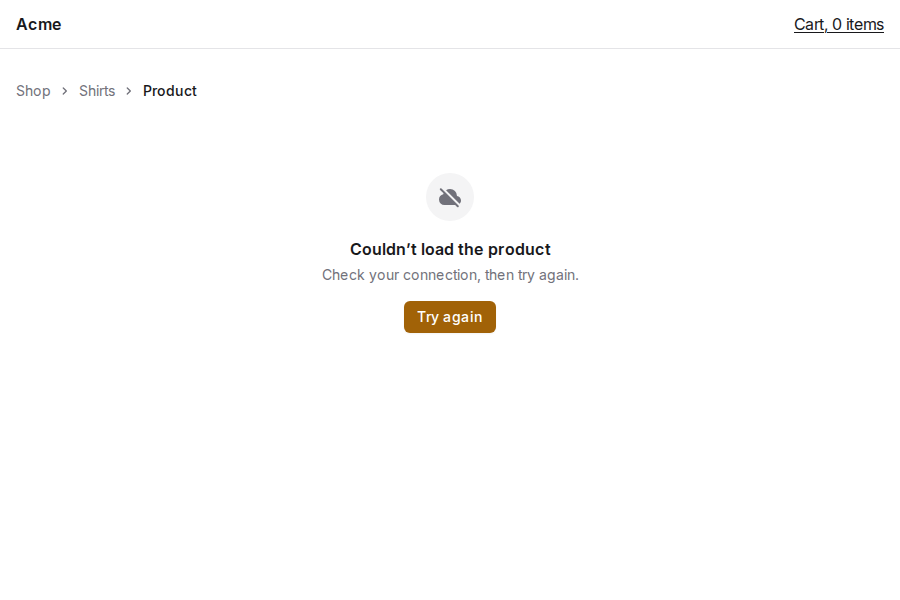 Acme
Cart, 0 items
Shop > Shirts > Product
Couldn’t load the product
Check your connection, then try again.
Try again